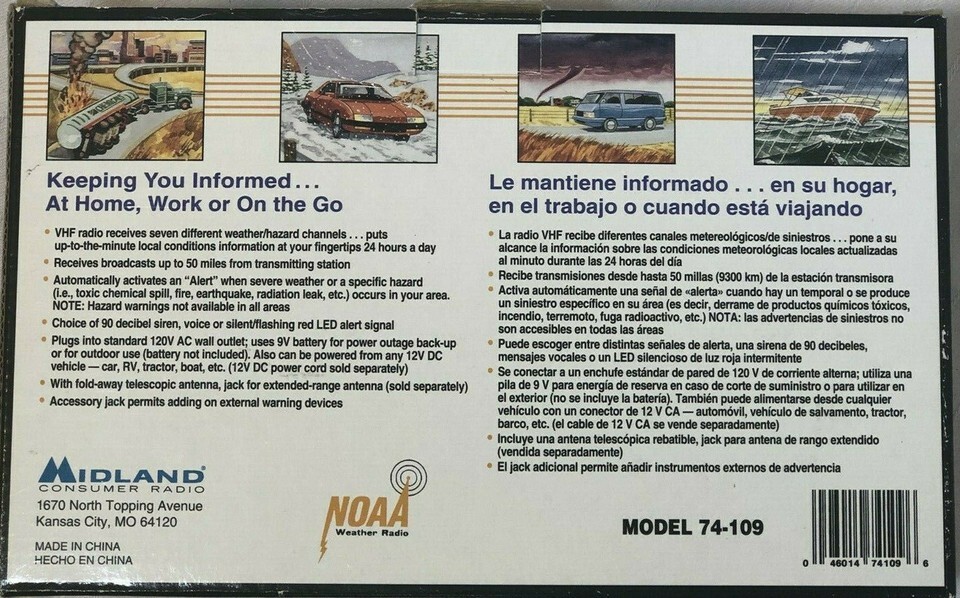 Keeping You Informed...
At Home, Work or On the Go
• VHF radio receives seven different weather/hazard channels . . . puts
up-to-the-minute local conditions information at your fingertips 24 hours a day
• Receives broadcasts up to 50 miles from transmitting station
• Automatically activates an “Alert” when severe weather or a specific hazard
(i.e., toxic chemical spill, fire, earthquake, radiation leak, etc.) occurs in your area.
NOTE: Hazard warnings not available in all areas
• Choice of 90 decibel siren, voice or silent/flashing red LED alert signal
• Plugs into standard 120V AC wall outlet; uses 9V battery for power outage back-up
or for outdoor use (battery not included). Also can be powered from any 12V DC
vehicle — car, RV, tractor, boat, etc. (12V DC power cord sold separately)
• With fold-away telescopic antenna, jack for extended-range antenna (sold separately)
• Accessory jack permits adding on external warning devices
MIDLAND®
CONSUMER RADIO
1670 North Topping Avenue
Kansas City, MO 64120
MADE IN CHINA
HECHO EN CHINA
NOAA
Weather Radio
Le mantiene informado . . . en su hogar,
en el trabajo o cuando está viajando
• La radio VHF recibe diferentes canales metereológicos/de siniestros . . . pone a su
alcance la información sobre las condiciones meteorológicas locales actualizadas
al minuto durante las 24 horas del día
• Recibe transmisiones desde hasta 50 millas (9300 km) de la estación transmisora
• Activa automáticamente una señal de «alerta» cuando hay un temporal o se produce
un siniestro específico en su área (es decir, derrame de productos químicos tóxicos,
incendio, terremoto, fuga radioactivo, etc.) NOTA: las advertencias de siniestros no
son accesibles en todas las áreas
• Puede escoger entre distintas señales de alerta, una sirena de 90 decibeles,
mensajes vocales o un LED silencioso de luz roja intermitente
• Se conectar a un enchufe estándar de pared de 120 V de corriente alterna; utiliza una
pila de 9 V para energía de reserva en caso de corte de suministro o para utilizar en
el exterior (no se incluye la batería). También puede alimentarse desde cualquier
vehículo con un conector de 12 V CA — automóvil, vehículo de salvamento, tractor,
barco, etc. (el cable de 12 V CA se vende separadamente)
• Incluye una antena telescópica rebatible, jack para antena de rango extendido
(vendida separadamente)
• El jack adicional permite añadir instrumentos externos de advertencia
MODEL 74-109
0 46014 74109 6